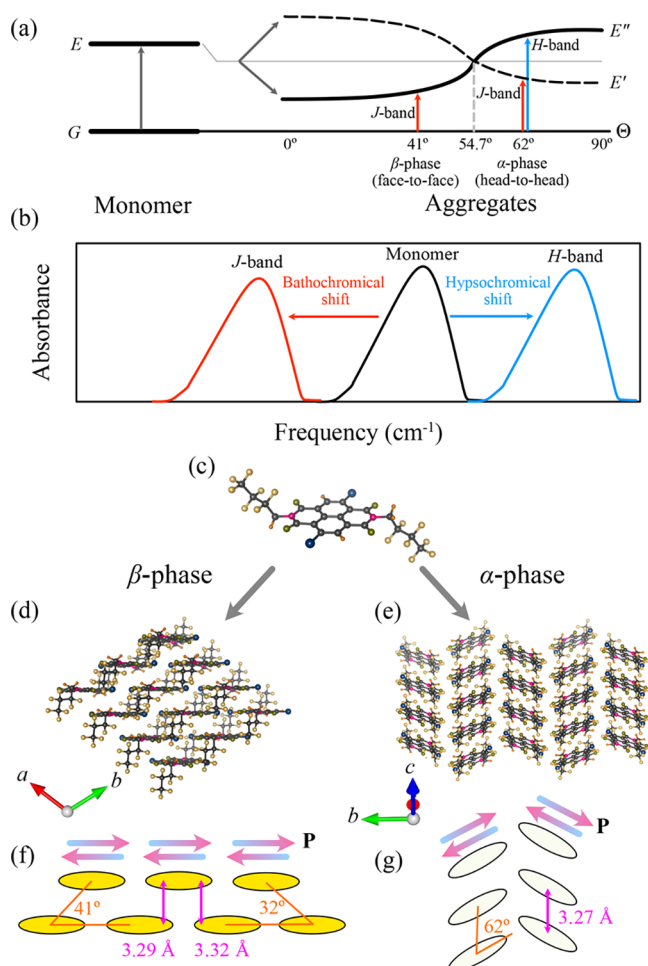 (a)
E
G
E″
E′
H-band
J-band
J-band
0º
41º
54.7º
62º
90º
Θ
β-phase
(face-to-face)
α-phase
(head-to-head)
Monomer
Aggregates
(b)
J-band
Monomer
H-band
Bathochromical
shift
Hypsochromical
shift
Absorbance
Frequency (cm-1)
(c)
β-phase
α-phase
(d)
(e)
a
b
c
b
(f)
P
41º
32º
3.29 Å
3.32 Å
(g)
P
62º
3.27 Å